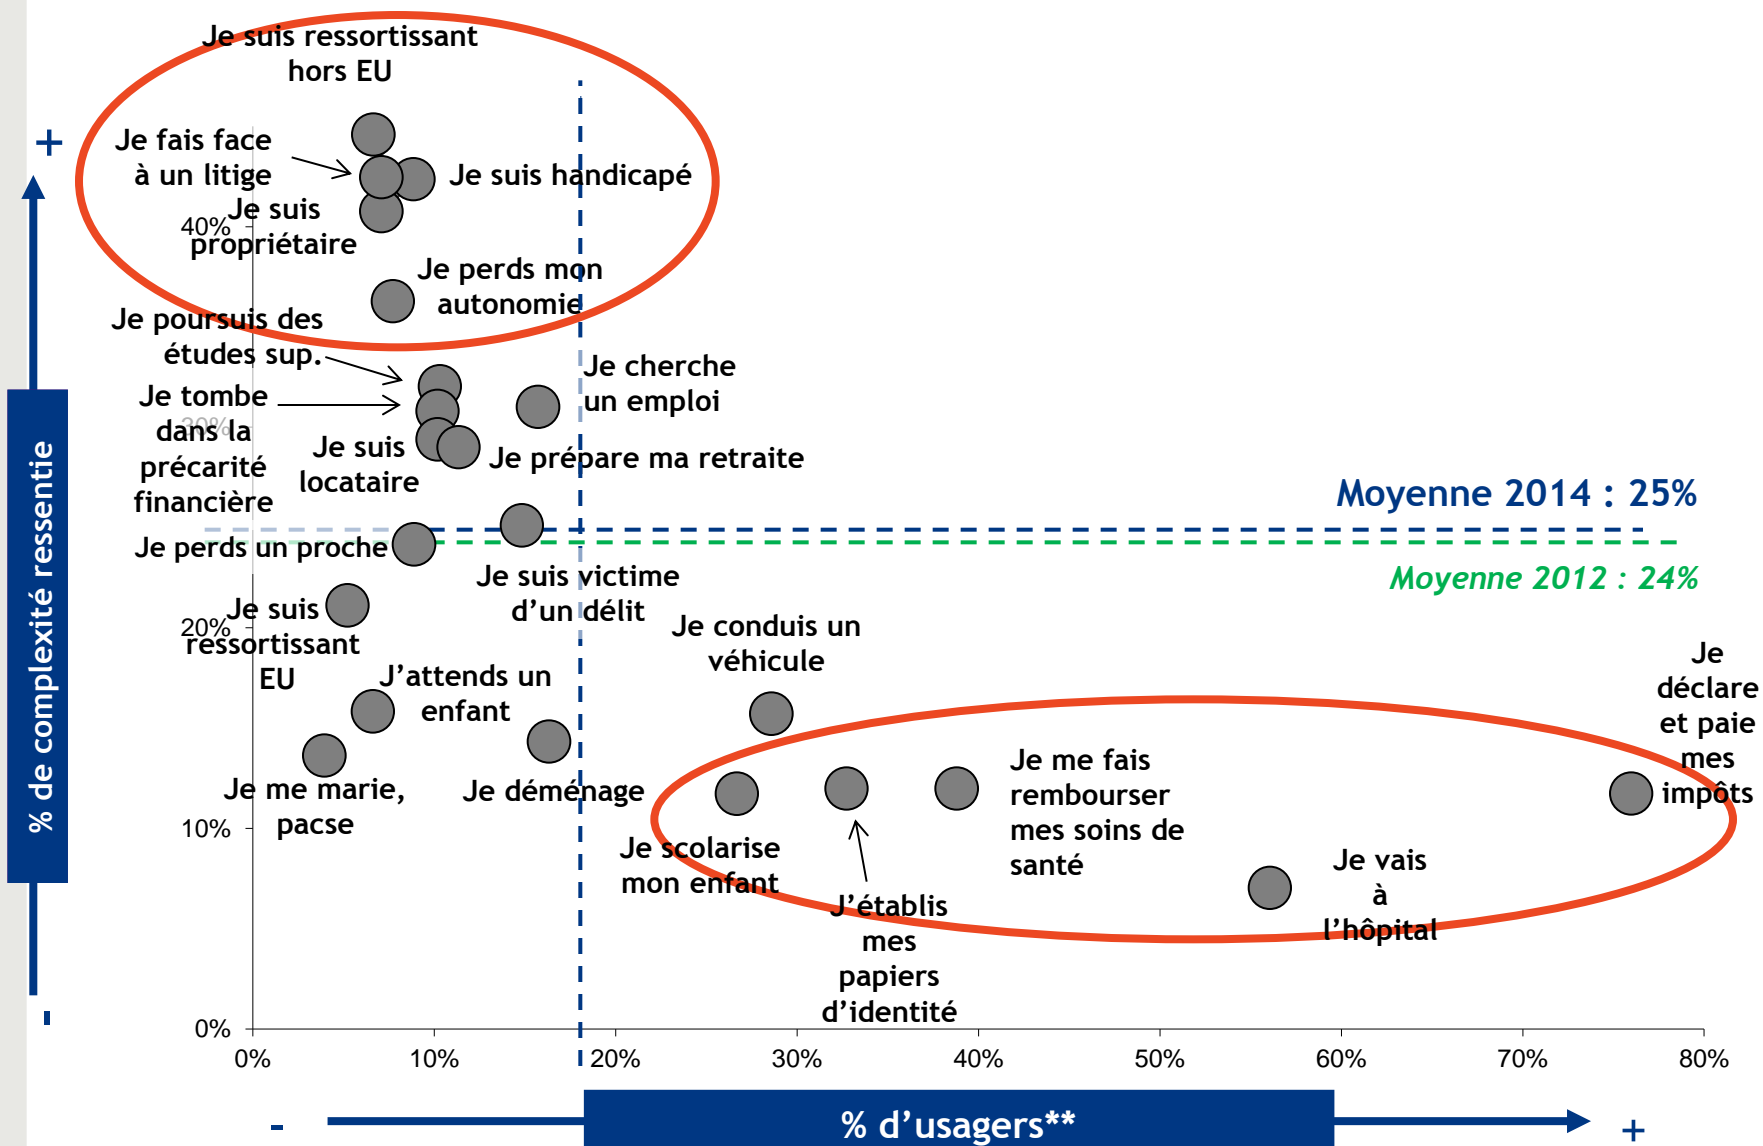 Je suis ressortissant
hors EU
+
Je fais face
à un litige
Je suis handicapé
Je suis
propriétaire
40%
Je perds mon
autonomie
Je poursuis des
études sup.
Je cherche
un emploi
Je tombe
dans la
précarité
financière
30%
Je suis
locataire
Je prépare ma retraite
Moyenne 2014 : 25%
Je perds un proche
Moyenne 2012 : 24%
Je suis victime
d’un délit
Je suis
ressortissant
EU
20%
Je conduis un
véhicule
J’attends un
enfant
Je
déclare
et paie
mes
impôts
Je me marie,
pacse
Je déménage
Je me fais
rembourser
mes soins de
santé
10%
Je scolarise
mon enfant
J’établis
mes
papiers
d’identité
Je vais
à
l’hôpital
% de complexité ressentie
-
0%
0%
10%
20%
30%
40%
50%
60%
70%
80%
-
% d’usagers**
+